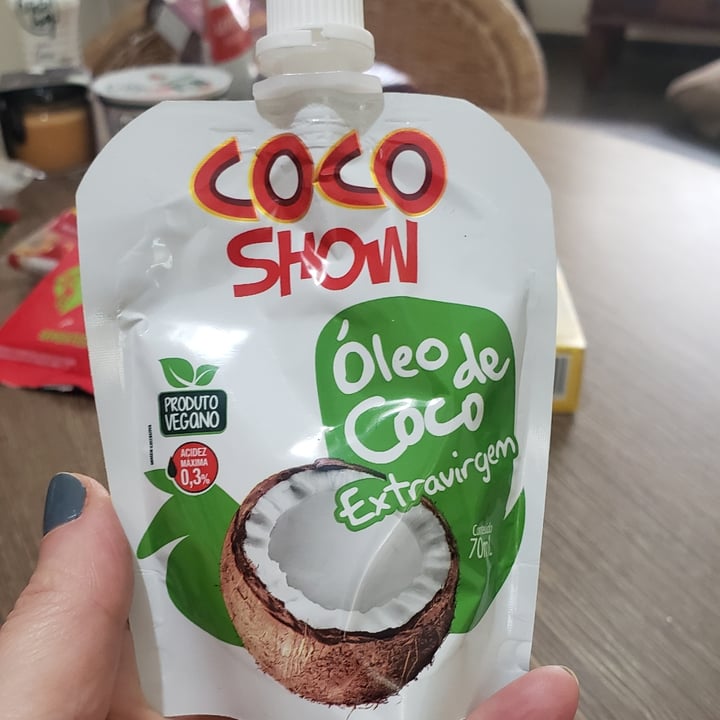 COCO
SHOW
Óleo de
Coco
Extravirgem
PRODUTO
VEGANO
ACIDEZ
MÁXIMA
0,3%
Conteúdo
70mL